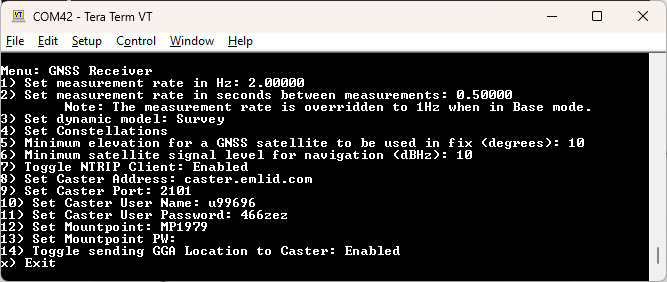 COM42 - Tera Term VT
File Edit Setup Control Window Help
Menu: GNSS Receiver
1) Set measurement rate in Hz: 2.00000
2) Set measurement rate in seconds between measurements: 0.50000
Note: The measurement rate is overridden to 1Hz when in Base mode.
3) Set dynamic model: Survey
4) Set Constellations
5) Minimum elevation for a GNSS satellite to be used in fix (degrees): 10
6) Minimum satellite signal level for navigation (dBHz): 10
7) Toggle NTRIP Client: Enabled
8) Set Caster Address: caster.emlid.com
9) Set Caster Port: 2101
10) Set Caster User Name: u99696
11) Set Caster User Password: 466zez
12) Set Mountpoint: MP1979
13) Set Mountpoint PW:
14) Toggle sending GGA Location to Caster: Enabled
x) Exit